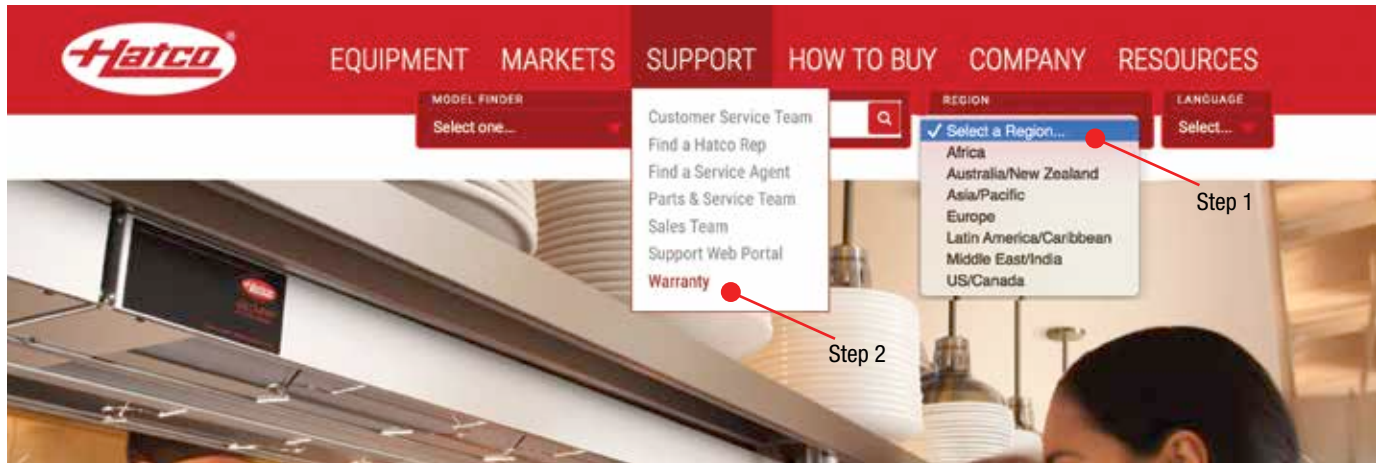 Hatco®
EQUIPMENT MARKETS SUPPORT HOW TO BUY COMPANY RESOURCES
MODEL FINDER
Select one...
REGION
LANGUAGE
Select...
Customer Service Team
Find a Hatco Rep
Find a Service Agent
Parts & Service Team
Sales Team
Support Web Portal
Warranty
✓ Select a Region...
Africa
Australia/New Zealand
Asia/Pacific
Europe
Latin America/Caribbean
Middle East/India
US/Canada
Step 1
Step 2